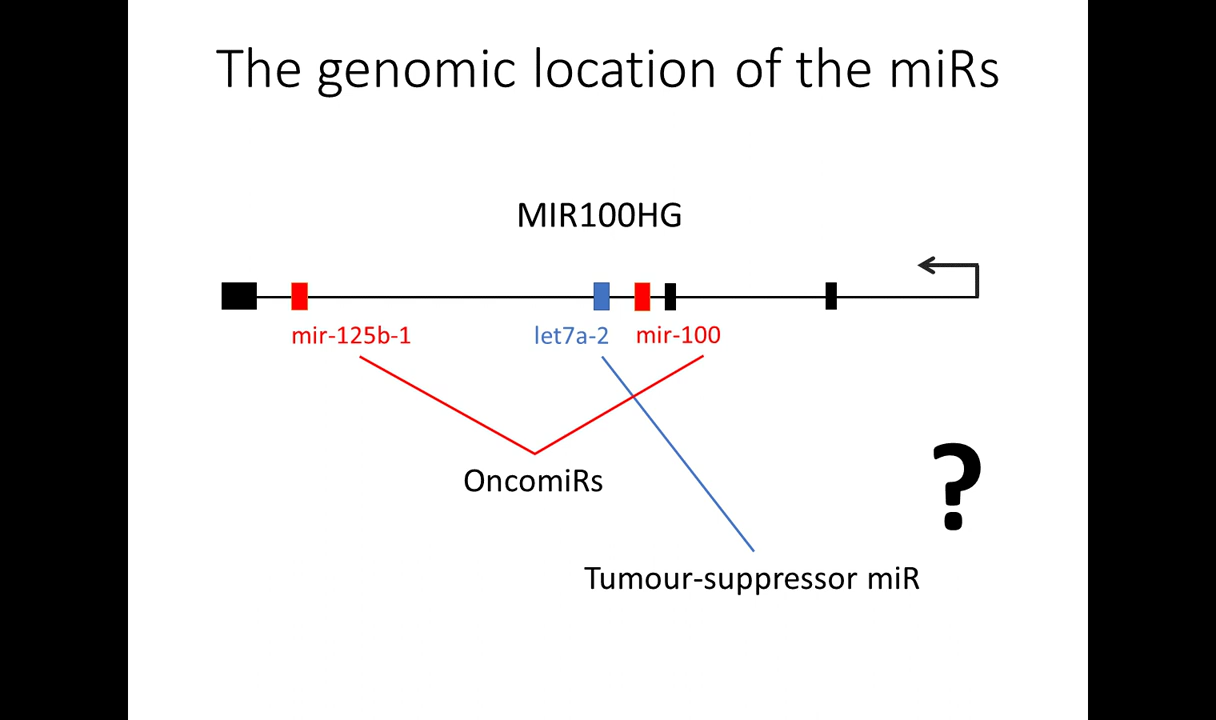 The genomic location of the miRs
MIR100HG
mir-125b-1 let7a-2 mir-100
OncomiRs
?
Tumour-suppressor miR